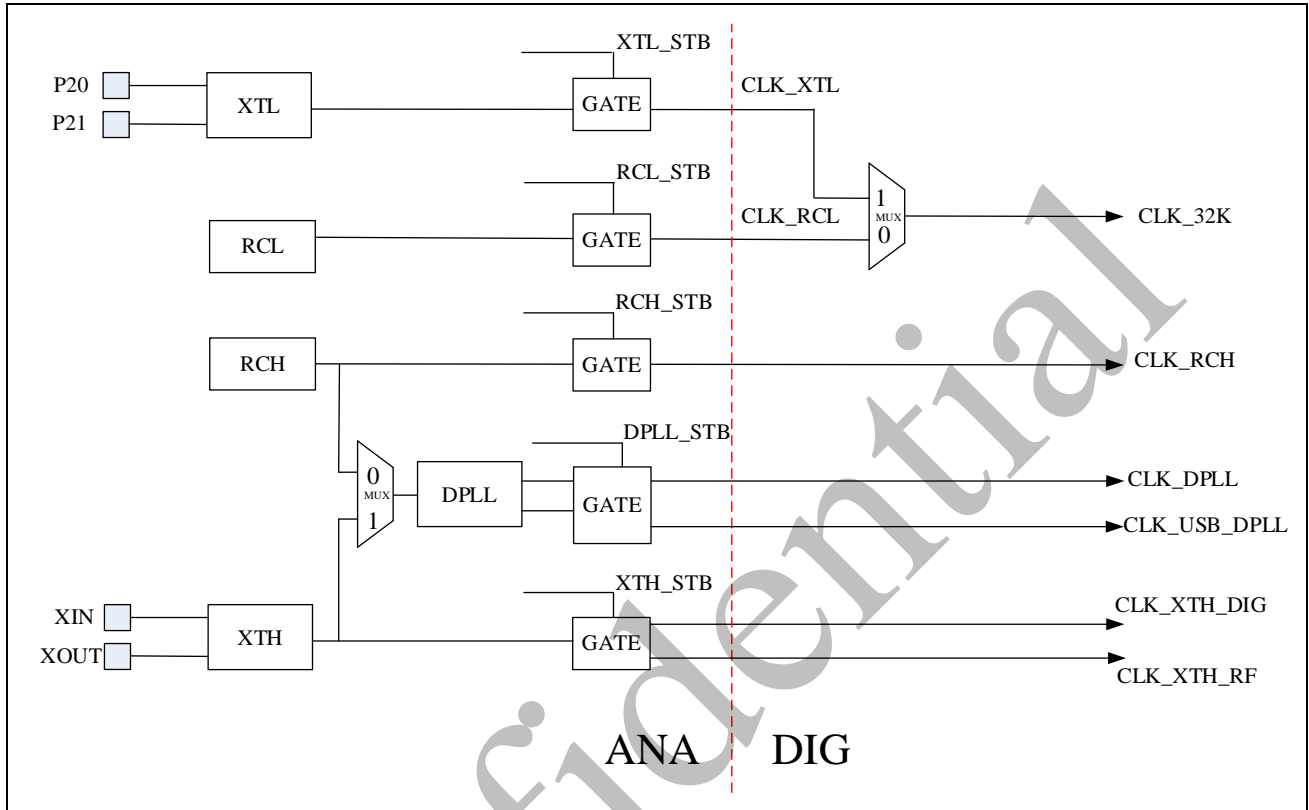 XTL_STB
P20
XTL
GATE
CLK_XTL
P21
RCL_STB
1
MUX
0
CLK_32K
RCL
GATE
CLK_RCL
RCH_STB
RCH
GATE
CLK_RCH
DPLL_STB
0
MUX
1
DPLL
GATE
CLK_DPLL
CLK_USB_DPLL
XTH_STB
XIN
XTH
GATE
CLK_XTH_DIG
XOUT
CLK_XTH_RF
ANA
DIG
fidential